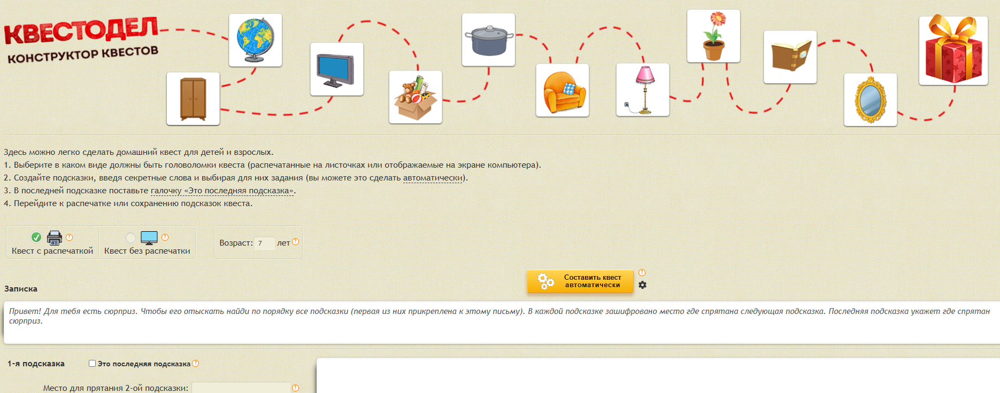 КВЕСТОДЕЛ
КОНСТРУКТОР КВЕСТОВ
Здесь можно легко сделать домашний квест для детей и взрослых.
1. Выберите в каком виде должны быть головоломки квеста (распечатанные на листочках или отображаемые на экране компьютера).
2. Создайте подсказки, введя секретные слова и выбирая для них задания (вы можете это сделать автоматически).
3. В последней подсказке поставьте галочку «Это последняя подсказка».
4. Перейдите к распечатке или сохранению подсказок квеста.
?
?
Квест с распечаткой
Квест без распечатки
Возраст: 7 лет ?
Составить квест
автоматически
?
Записка
Привет! Для тебя есть сюрприз. Чтобы его отыскать найди по порядку все подсказки (первая из них прикреплена к этому письму). В каждой подсказке зашифровано место где спрятана следующая подсказка. Последняя подсказка укажет где спрятан
сюрприз.
1-я подсказка
Это последняя подсказка ?
Место для прятания 2-ой подсказки: ?